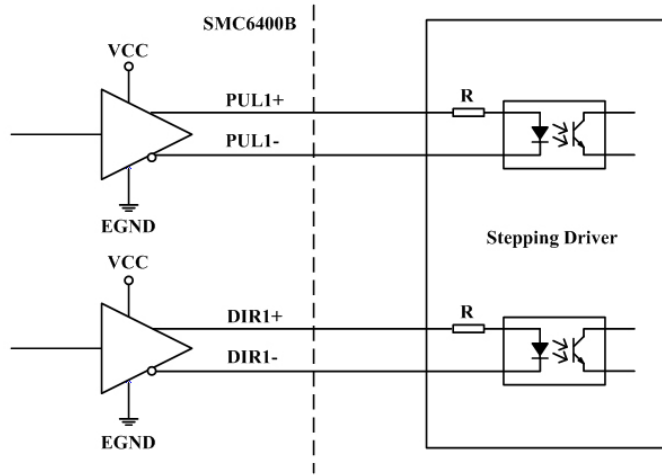 SMC6400B
VCC
PUL1+
R
PUL1-
EGND
Stepping Driver
VCC
DIR1+
R
DIR1-
EGND